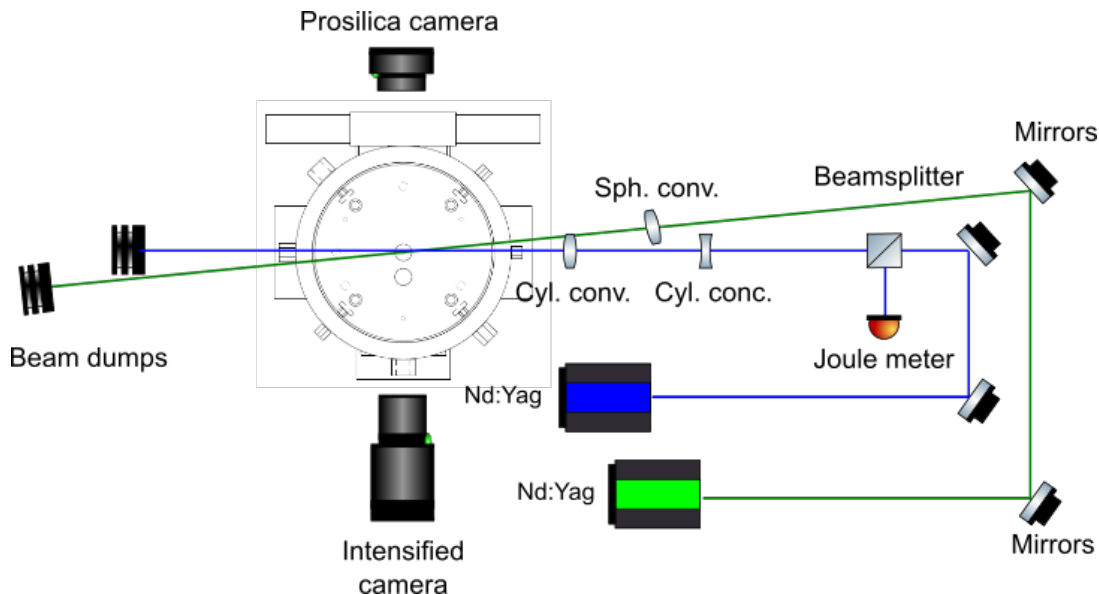 Prosilica camera
Mirrors
Beamsplitter
Sph. conv.
Cyl. conv.
Cyl. conc.
Beam dumps
Joule meter
Nd:Yag
Nd:Yag
Intensified
camera
Mirrors